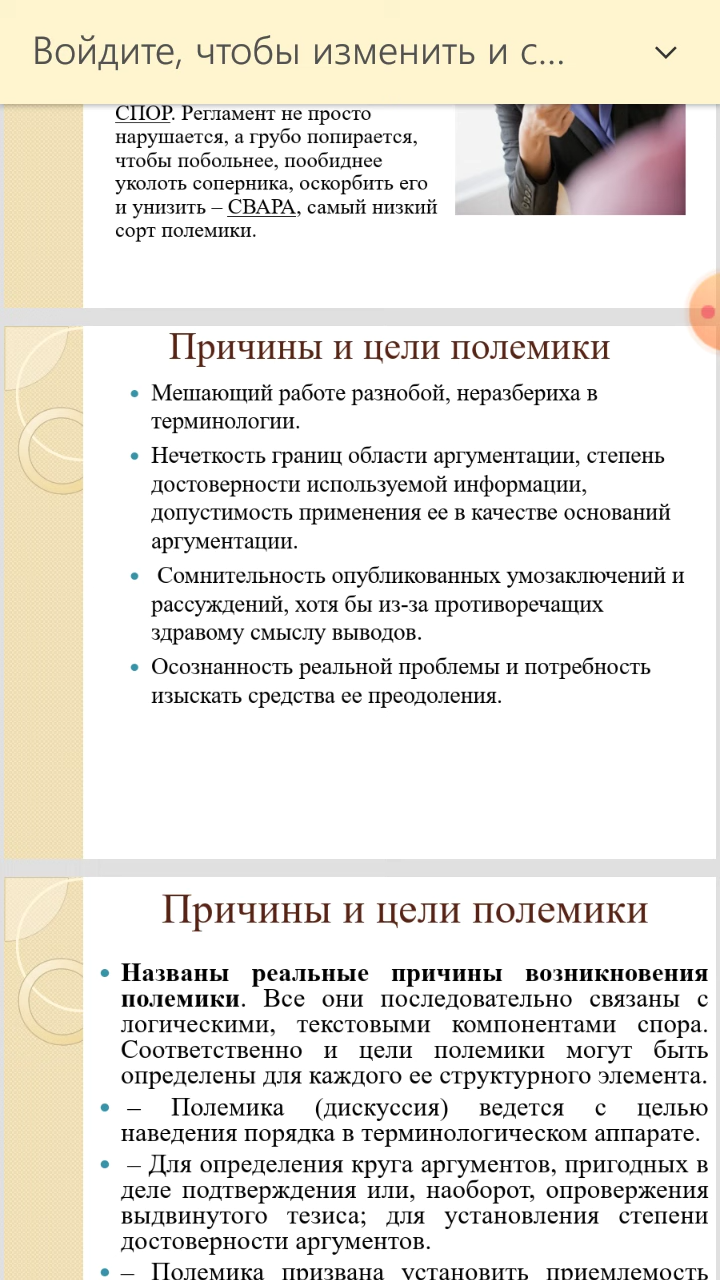 Войдите, чтобы изменить и с...
СПОР. Регламент не просто
нарушается, а грубо попирается,
чтобы побольнее, пообиднее
уколоть соперника, оскорбить его
и унизить – СВАРА, самый низкий
сорт полемики.
Причины и цели полемики
• Мешающий работе разнобой, неразбериха в
терминологии.
• Нечеткость границ области аргументации, степень
достоверности используемой информации,
допустимость применения ее в качестве оснований
аргументации.
• Сомнительность опубликованных умозаключений и
рассуждений, хотя бы из-за противоречащих
здравому смыслу выводов.
• Осознанность реальной проблемы и потребность
изыскать средства ее преодоления.
Причины и цели полемики
• Названы реальные причины возникновения
полемики. Все они последовательно связаны с
логическими, текстовыми компонентами спора.
Соответственно и цели полемики могут быть
определены для каждого ее структурного элемента.
• – Полемика (дискуссия) ведется с целью
наведения порядка в терминологическом аппарате.
• – Для определения круга аргументов, пригодных в
деле подтверждения или, наоборот, опровержения
выдвинутого тезиса; для установления степени
достоверности аргументов.
• – Полемика призвана установить приемлемость